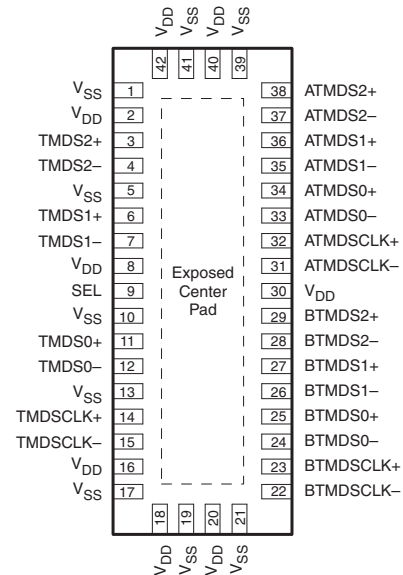 VDD VSS VDD VSS
42 41 40 39
VSS 1 38 ATMDS2+
VDD 2 37 ATMDS2–
TMDS2+ 3 36 ATMDS1+
TMDS2– 4 35 ATMDS1–
VSS 5 34 ATMDS0+
TMDS1+ 6 33 ATMDS0–
TMDS1– 7 32 ATMDSCLK+
VDD 8 31 ATMDSCLK–
SEL 9 30 VDD
VSS 10 29 BTMDS2+
TMDS0+ 11 28 BTMDS2–
TMDS0– 12 27 BTMDS1+
VSS 13 26 BTMDS1–
TMDSCLK+ 14 25 BTMDS0+
TMDSCLK– 15 24 BTMDS0–
VDD 16 23 BTMDSCLK+
VSS 17 22 BTMDSCLK–
Exposed
Center
Pad
18 19 20 21
VDD VSS VDD VSS